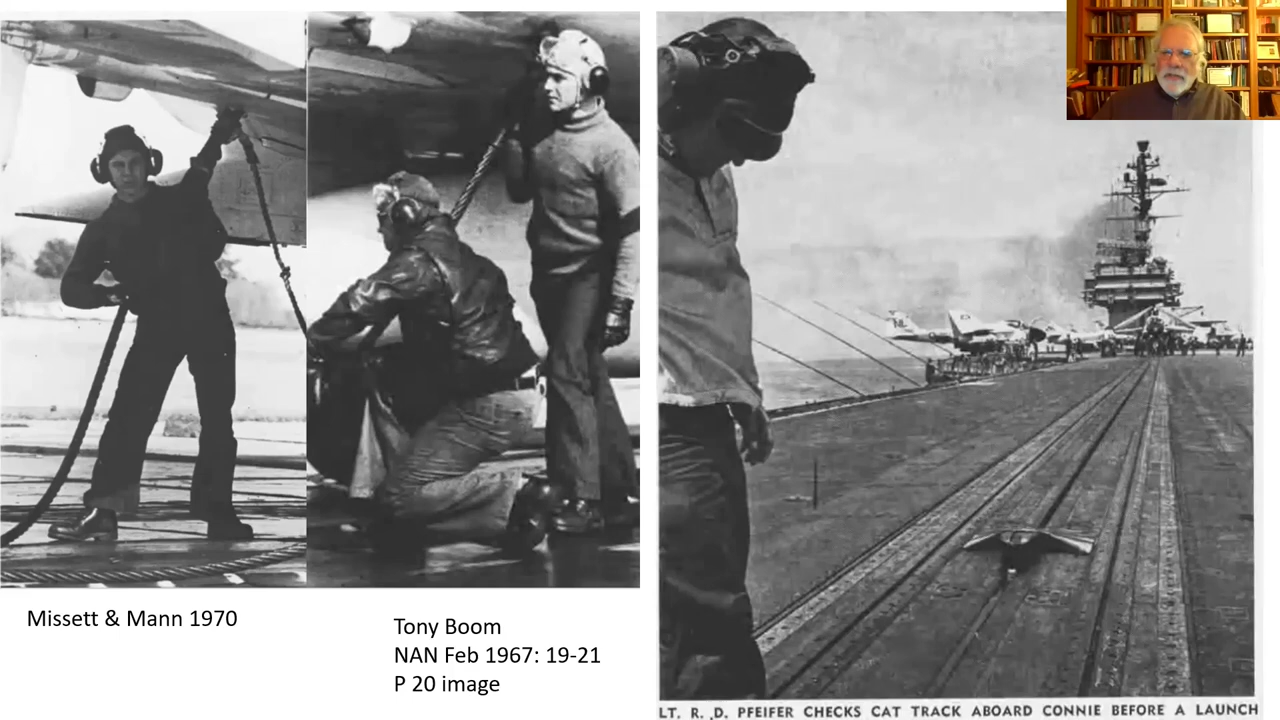 Missett & Mann 1970
Tony Boom
NAN Feb 1967: 19-21
P 20 image
LT. R. D. PFEIFER CHECKS CAT TRACK ABOARD CONNIE BEFORE A LAUNCH